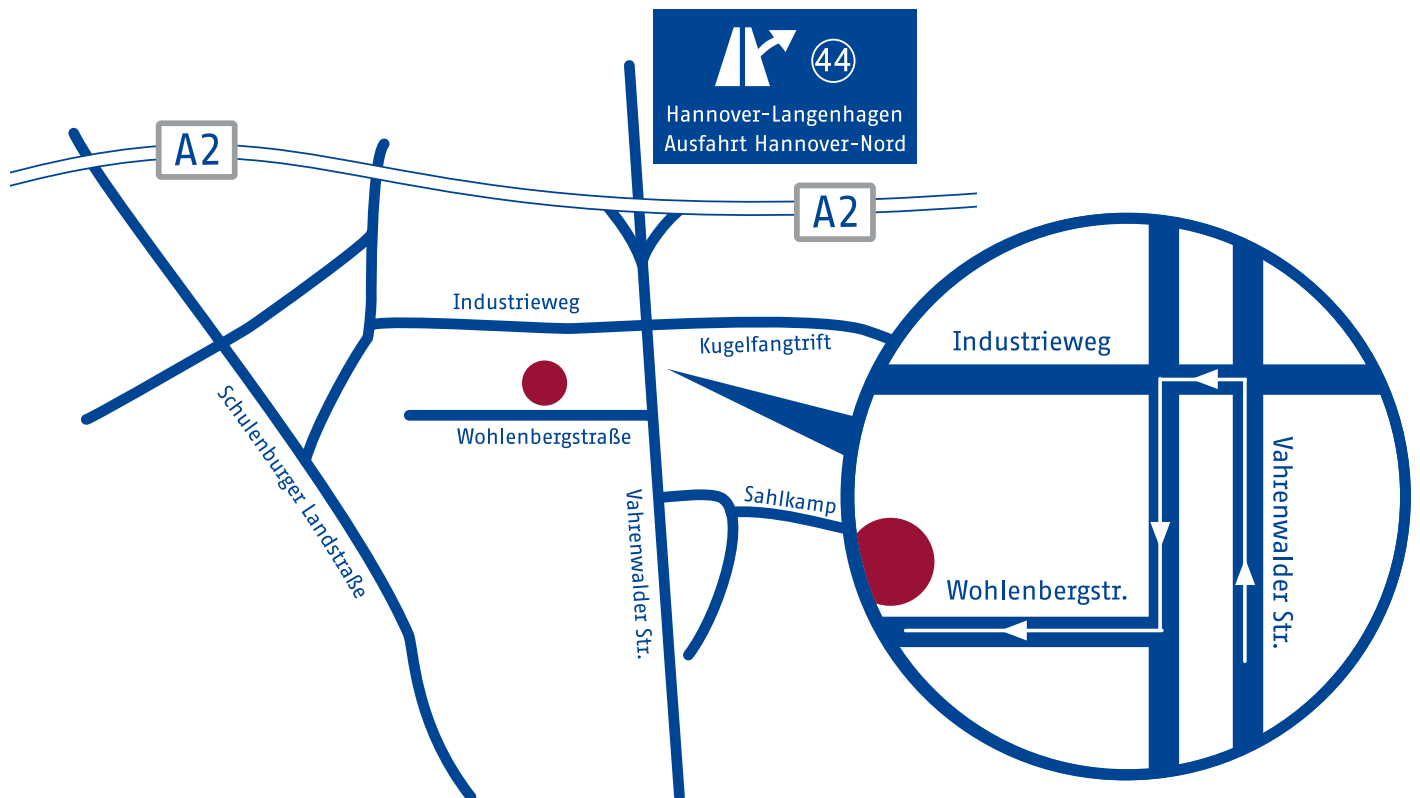 44
Hannover-Langenhagen
Ausfahrt Hannover-Nord
A2
A2
Industrieweg
Kugelfangtrift
Industrieweg
Schulenburger Landstraße
Wohlenbergstraße
Vahrenwalder Str.
Sahlkamp
Wohlenbergstr.
Vahrenwalder Str.